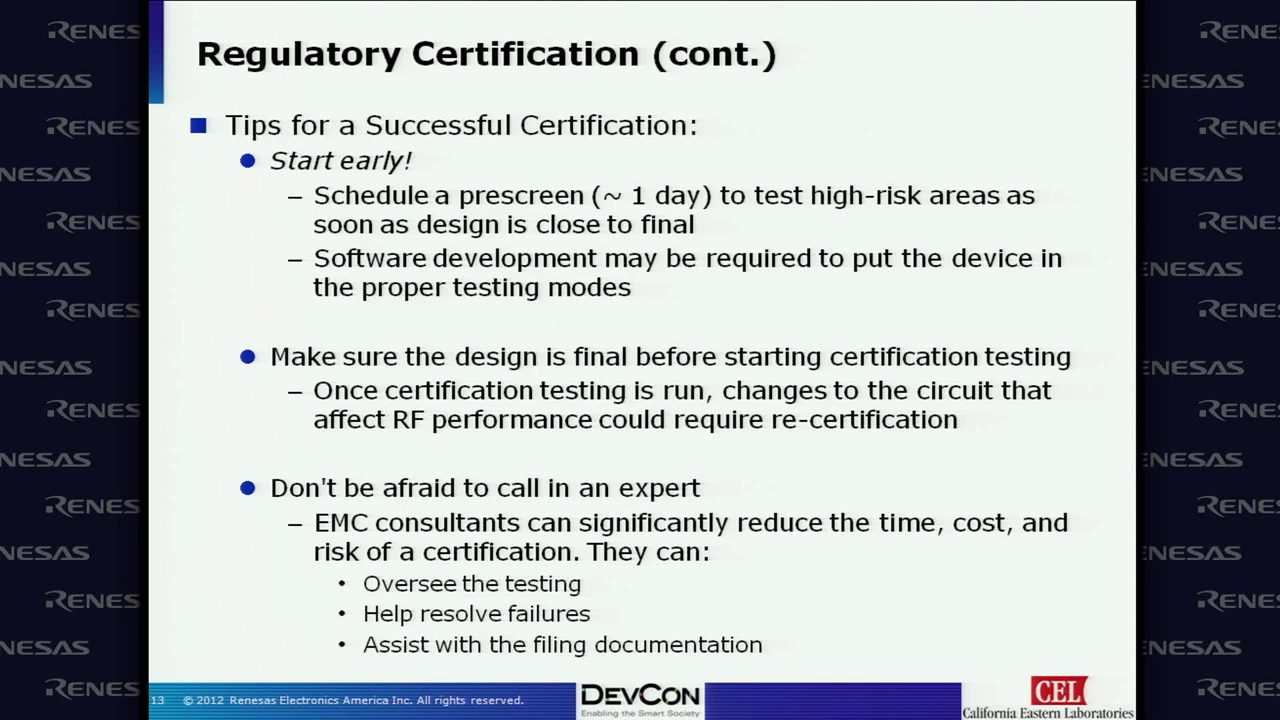 Regulatory Certification (cont.)
Tips for a Successful Certification:
Start early!
– Schedule a prescreen (~ 1 day) to test high-risk areas as
soon as design is close to final
– Software development may be required to put the device in
the proper testing modes
Make sure the design is final before starting certification testing
– Once certification testing is run, changes to the circuit that
affect RF performance could require re-certification
Don't be afraid to call in an expert
– EMC consultants can significantly reduce the time, cost, and
risk of a certification. They can:
• Oversee the testing
• Help resolve failures
• Assist with the filing documentation
13 © 2012 Renesas Electronics America Inc. All rights reserved.
DEVCON
Enabling the Smart Society
CEL
California Eastern Laboratories
RENESAS